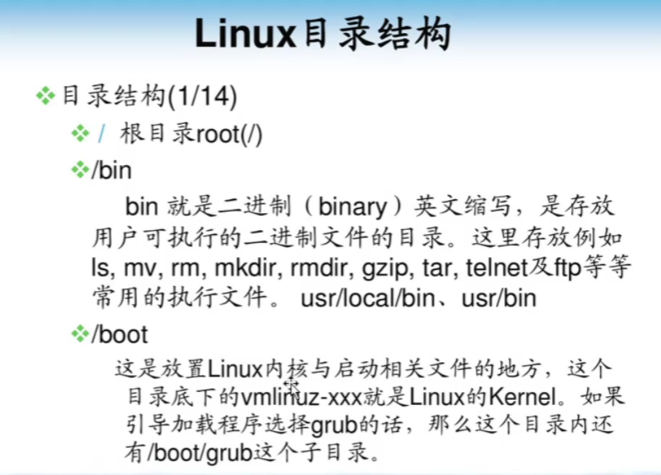 Linux目录结构
目录结构(1/14)
/ 根目录root(/)
/bin
bin 就是二进制（binary）英文缩写，是存放
用户可执行的二进制文件的目录。这里存放例如
ls, mv, rm, mkdir, rmdir, gzip, tar, telnet及ftp等等
常用的执行文件。 usr/local/bin、usr/bin
/boot
这是放置Linux内核与启动相关文件的地方，这个
目录底下的vmlinuz-xxx就是Linux的Kernel。如果
引导加载程序选择grub的话，那么这个目录内还
有/boot/grub这个子目录。